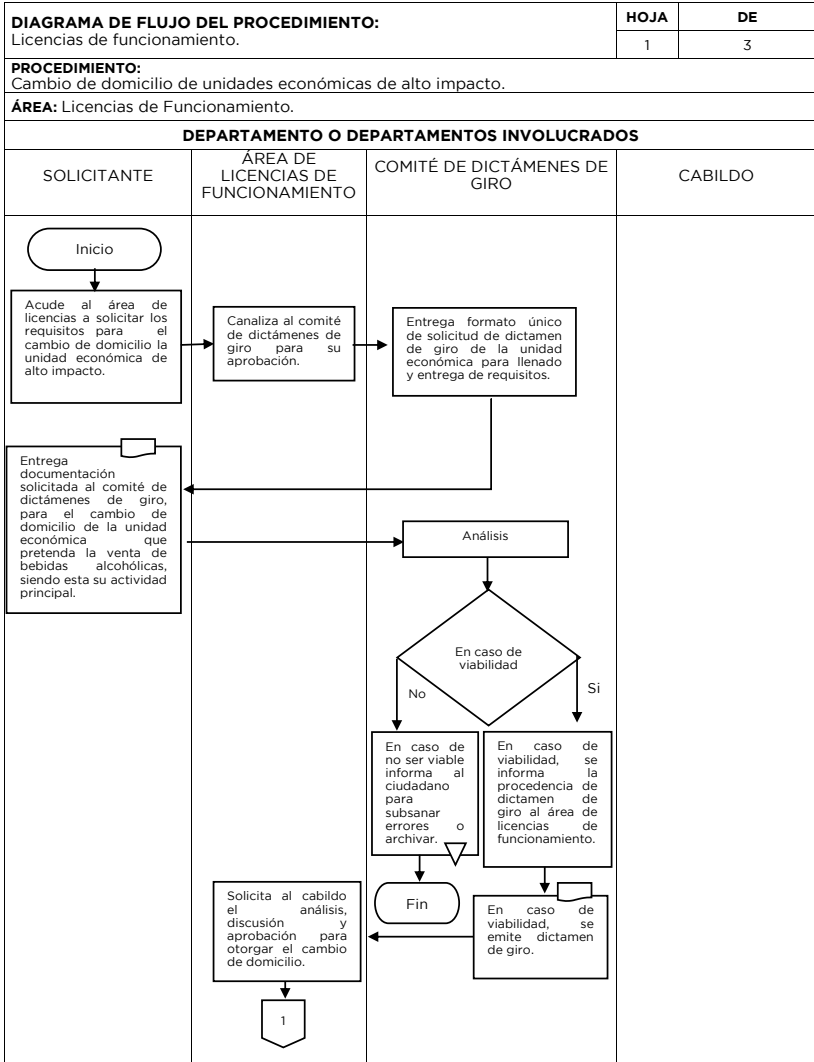 DIAGRAMA DE FLUJO DEL PROCEDIMIENTO:
Licencias de funcionamiento.
HOJA
DE
1
3
PROCEDIMIENTO:
Cambio de domicilio de unidades económicas de alto impacto.
ÁREA: Licencias de Funcionamiento.
DEPARTAMENTO O DEPARTAMENTOS INVOLUCRADOS
SOLICITANTE
ÁREA DE
LICENCIAS DE
FUNCIONAMIENTO
COMITÉ DE DICTÁMENES DE
GIRO
CABILDO
Inicio
Acude al área de
licencias a solicitar los
requisitos para el
cambio de domicilio la
unidad económica de
alto impacto.
Canaliza al comité
de dictámenes de
giro para su
aprobación.
Entrega formato único
de solicitud de dictamen
de giro de la unidad
económica para llenado
y entrega de requisitos.
Entrega
documentación
solicitada al comité de
dictámenes de giro,
para el cambio de
domicilio de la unidad
económica que
pretenda la venta de
bebidas alcohólicas,
siendo esta su actividad
principal.
Análisis
En caso de
viabilidad
No
Si
En caso de
no ser viable
informa al
ciudadano
para
subsanar
errores o
archivar.
En caso de
viabilidad, se
informa la
procedencia de
dictamen de
giro al área de
licencias de
funcionamiento.
Fin
En caso de
viabilidad, se
emite dictamen
de giro.
Solicita al cabildo
el análisis,
discusión y
aprobación para
otorgar el cambio
de domicilio.
1